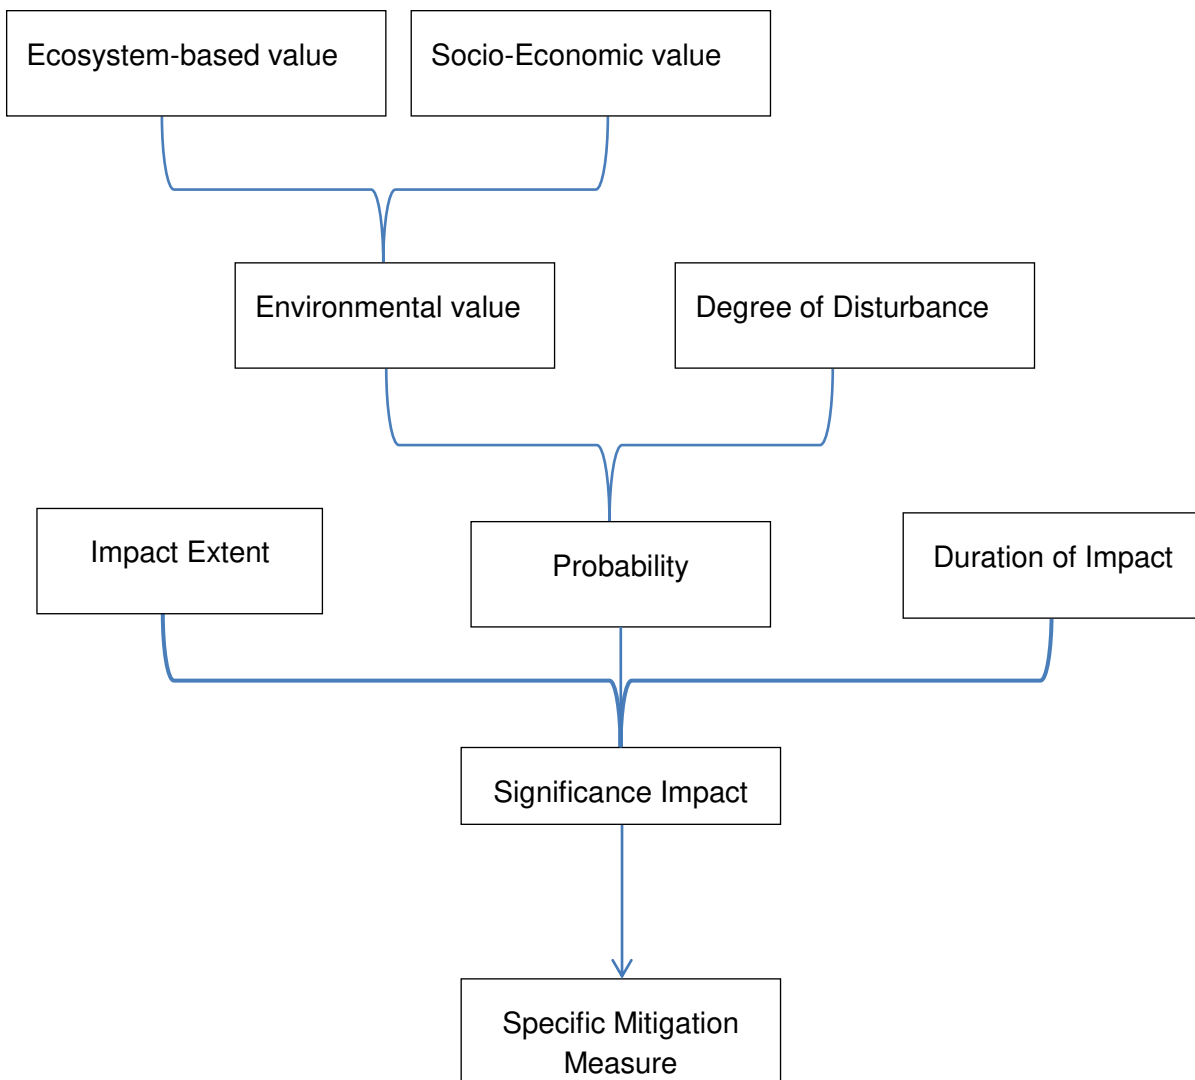 Ecosystem-based value
Socio-Economic value
Environmental value
Degree of Disturbance
Impact Extent
Probability
Duration of Impact
Significance Impact
Specific Mitigation
Measure